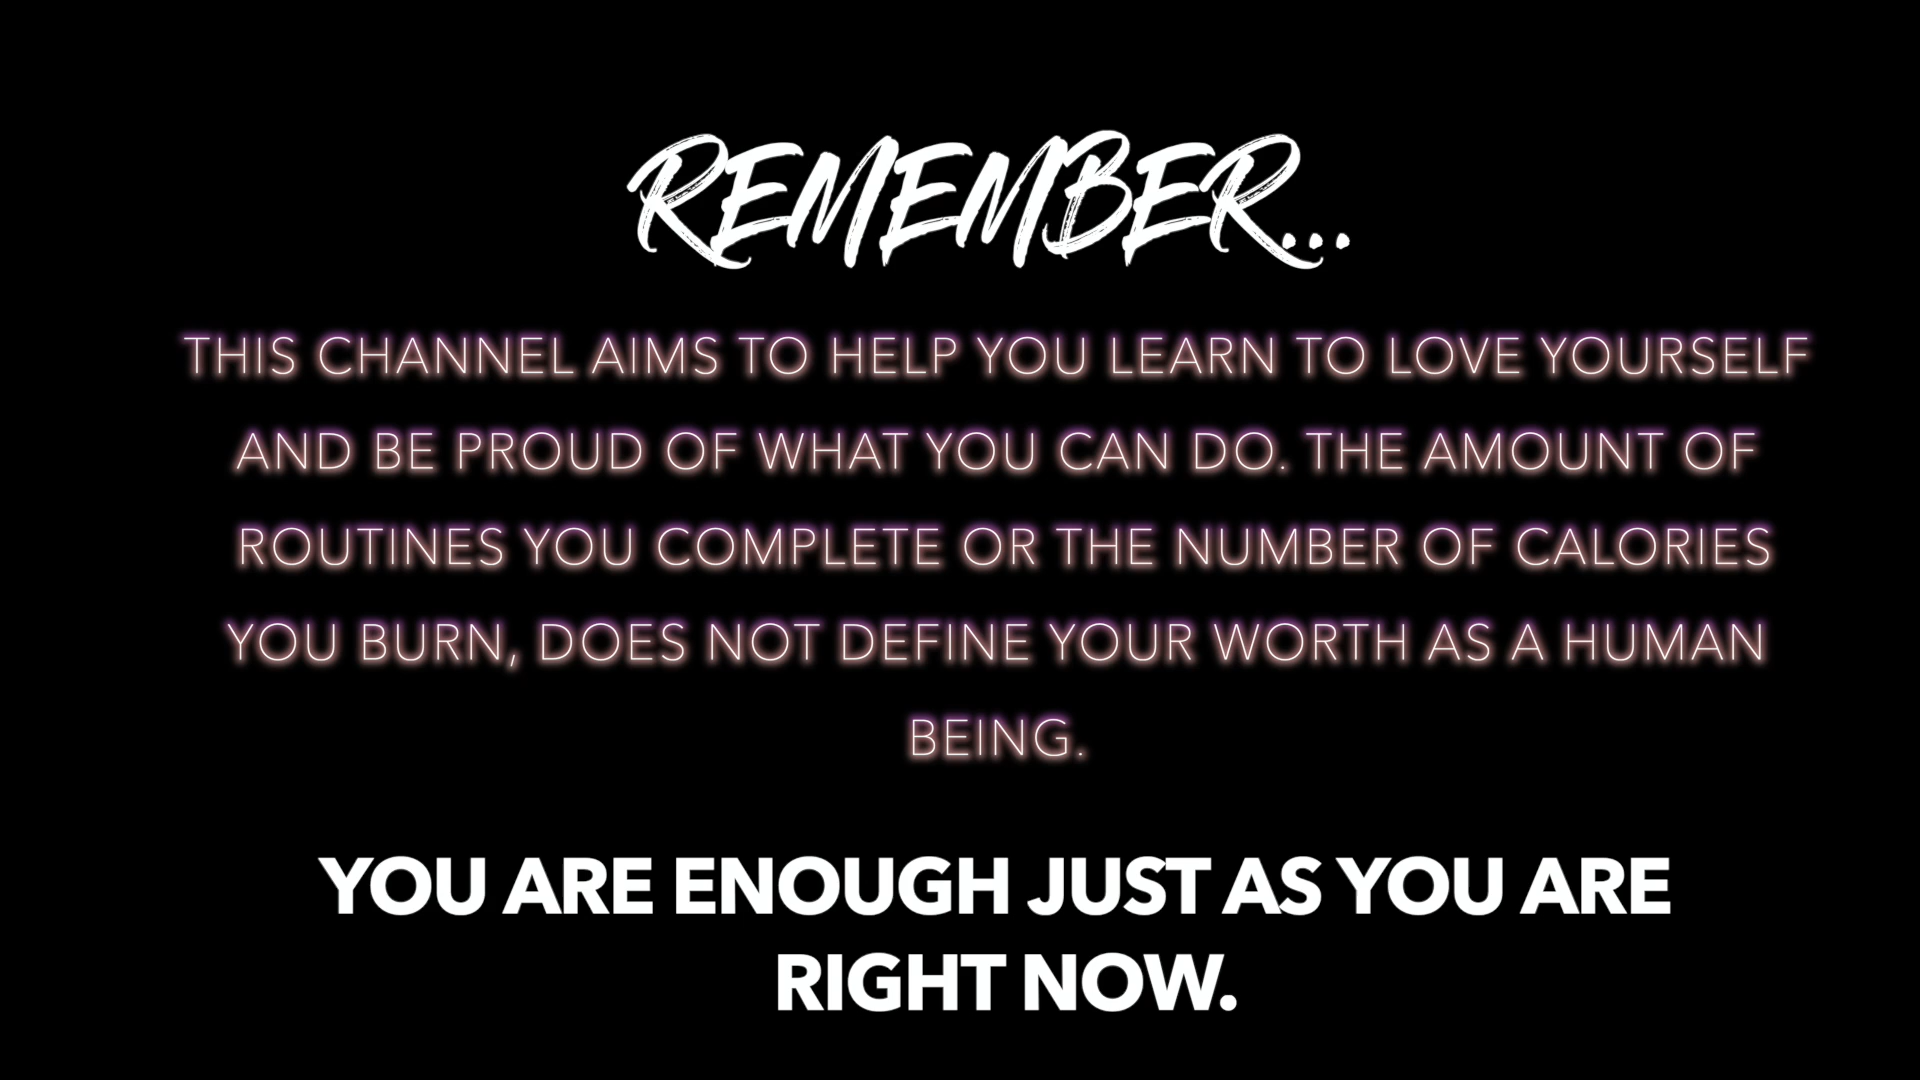 REMEMBER...
THIS CHANNEL AIMS TO HELP YOU LEARN TO LOVE YOURSELF
AND BE PROUD OF WHAT YOU CAN DO. THE AMOUNT OF
ROUTINES YOU COMPLETE OR THE NUMBER OF CALORIES
YOU BURN, DOES NOT DEFINE YOUR WORTH AS A HUMAN
BEING.
YOU ARE ENOUGH JUST AS YOU ARE
RIGHT NOW.